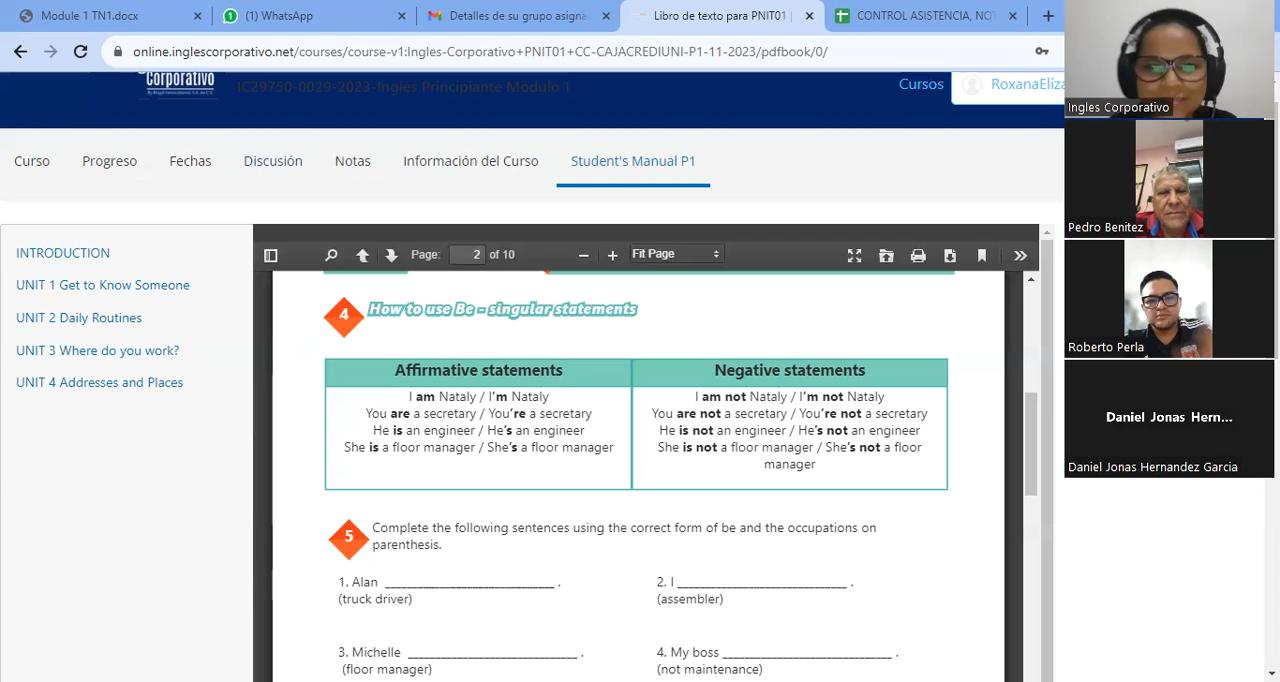 Module 1 TN1.docx
(1) WhatsApp
Detalles de su grupo asigna
Libro de texto para PNIT01 |
CONTROL ASISTENCIA, NOT
online.inglescorporativo.net/courses/course-v1:Ingles-Corporativo+PNIT01+CC-CAJACREDIUNI-P1-11-2023/pdfbook/0/
corporativo
IC29750-0029-2023-Inglés Principiante Módulo 1
Cursos
RoxanaEliza
Curso
Progreso
Fechas
Discusión
Notas
Información del Curso
Student's Manual P1
INTRODUCTION
UNIT 1 Get to Know Someone
UNIT 2 Daily Routines
UNIT 3 Where do you work?
UNIT 4 Addresses and Places
Page: 2 of 10
Fit Page
4 How to use Be - singular statements
Affirmative statements
I am Nataly / I'm Nataly
You are a secretary / You're a secretary
He is an engineer / He's an engineer
She is a floor manager / She's a floor manager
Negative statements
I am not Nataly / I'm not Nataly
You are not a secretary / You're not a secretary
He is not an engineer / He's not an engineer
She is not a floor manager / She's not a floor
manager
5 Complete the following sentences using the correct form of be and the occupations on
parenthesis.
1. Alan ______________________ .
(truck driver)
2. I ______________________ .
(assembler)
3. Michelle ______________________ .
(floor manager)
4. My boss ______________________ .
(not maintenance)
Ingles Corporativo
Pedro Benitez
Roberto Perla
Daniel Jonas Hern...
Daniel Jonas Hernandez Garcia